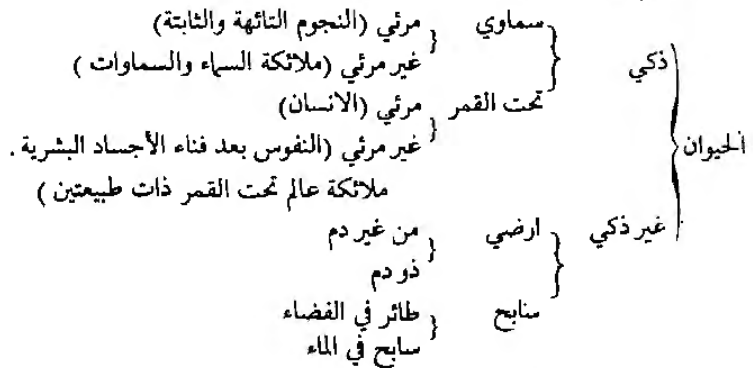 سماوي { مرئي (النجوم التائهة والثابتة)
ذكي { غير مرئي (ملائكة السماء والسماوات )
تحت القمر { مرئي (الانسان)
الحيوان { غير مرئي (النفوس بعد فناء الأجساد البشرية .
ملائكة عالم تحت القمر ذات طبيعتين )
غير ذكي { ارضي { من غير دم
ذو دم
سابح { طائر في الفضاء
سابح في الماء